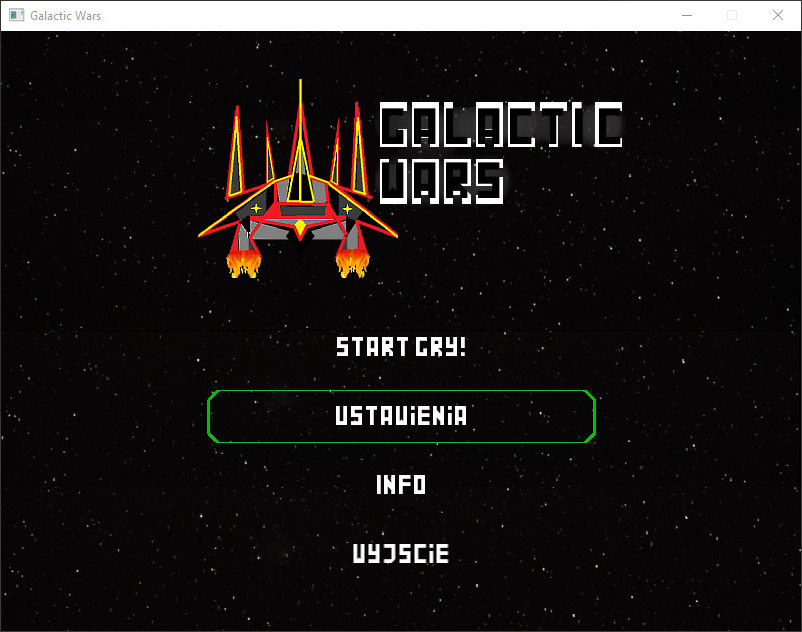 Galactic Wars
GALACTIC
WARS
START GRY!
USTAWiENiA
INFO
WYJSCiE